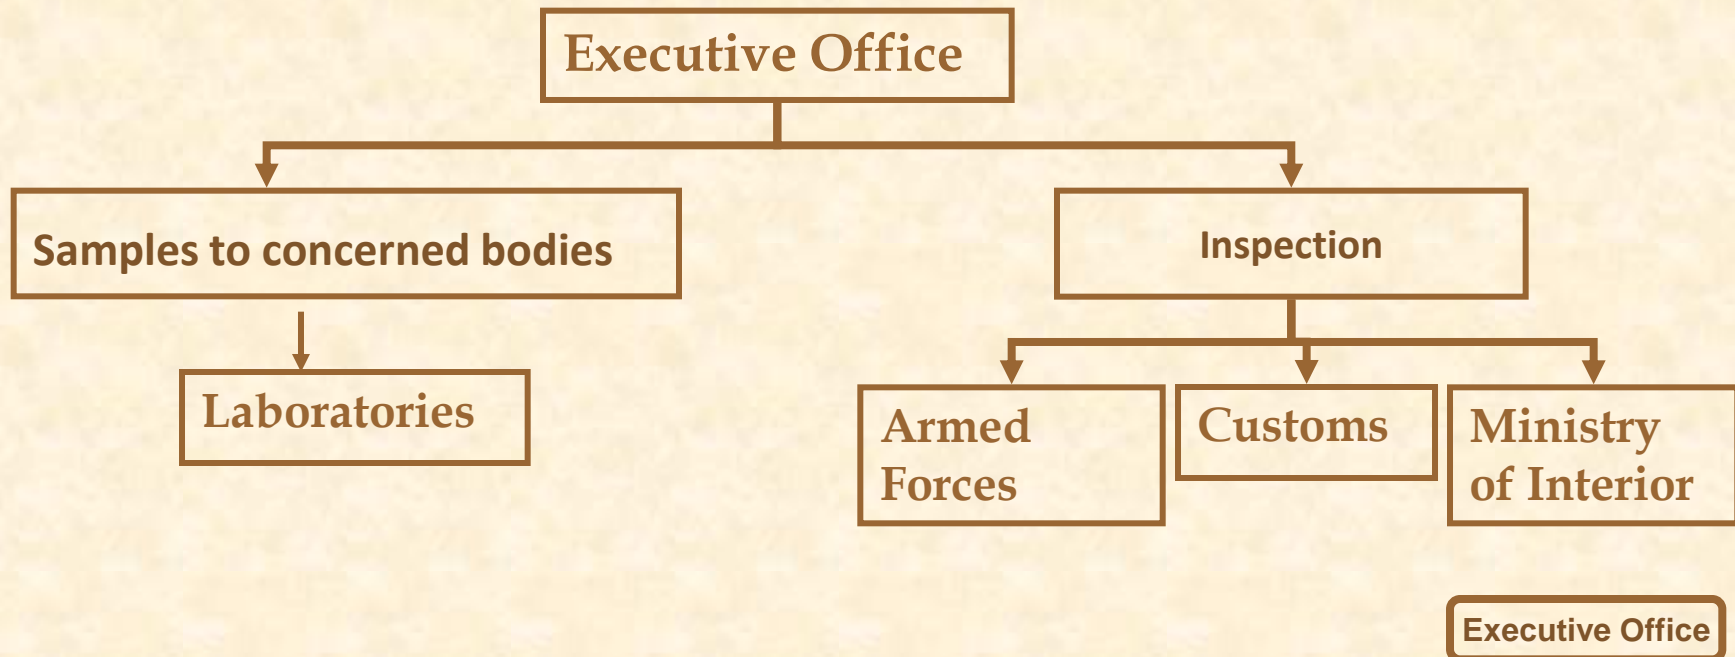 Executive Office
Samples to concerned bodies
Inspection
Laboratories
Armed
Forces
Customs
Ministry
of Interior
Executive Office